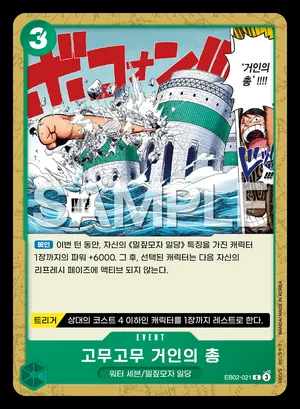 3
ボフォン!!
'거인의
총' !!!!
SAMPLE
메인 이번 턴 동안, 자신의 《밀짚모자 일당》 특징을 가진 캐릭터
1장까지의 파워 +6000. 그 후, 선택된 캐릭터는 다음 자신의
리프레시 페이즈에 액티브 되지 않는다.
트리거 상대의 코스트 4 이하인 캐릭터를 1장까지 레스트로 한다.
EVENT
고무고무 거인의 총
워터 세븐/밀짚모자 일당
EB02-021